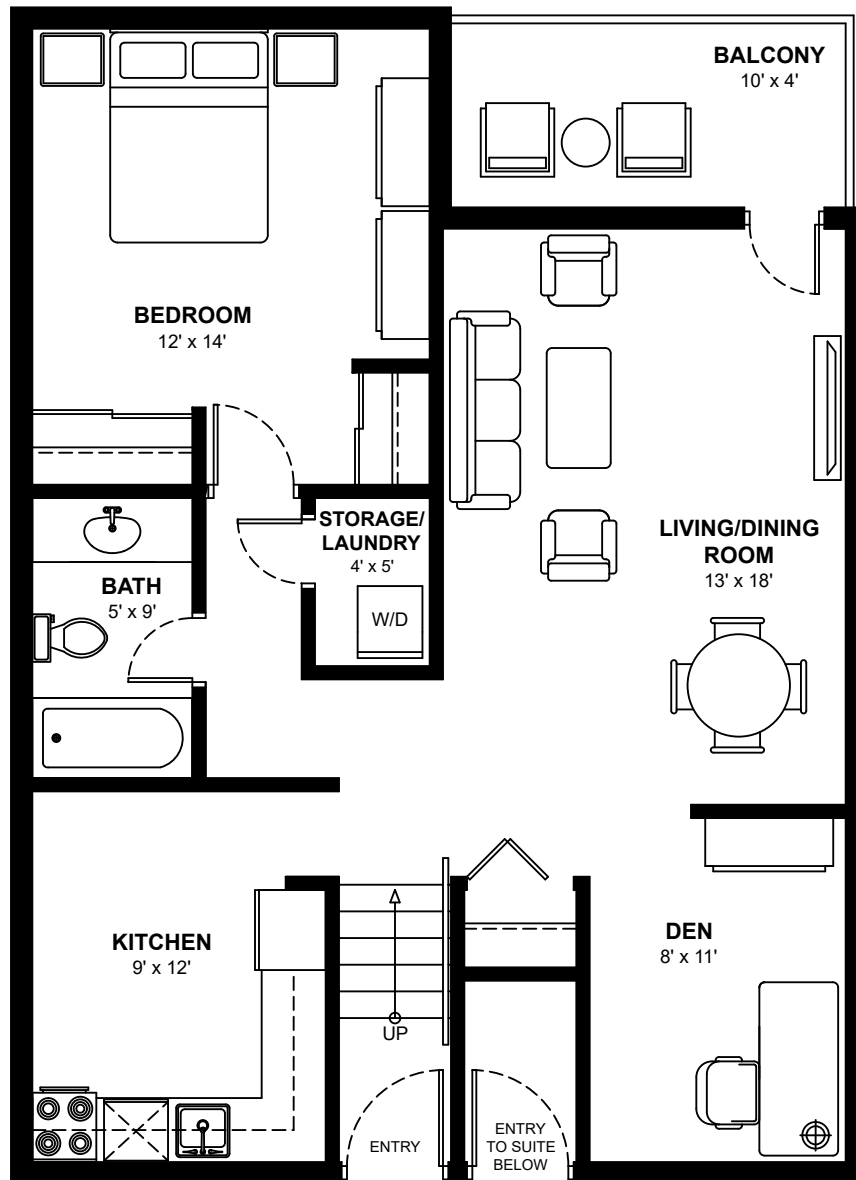 BALCONY
10' x 4'
BEDROOM
12' x 14'
STORAGE/
LAUNDRY
4' x 5'
W/D
BATH
5' x 9'
LIVING/DINING
ROOM
13' x 18'
KITCHEN
9' x 12'
DEN
8' x 11'
UP
ENTRY
ENTRY
TO SUITE
BELOW